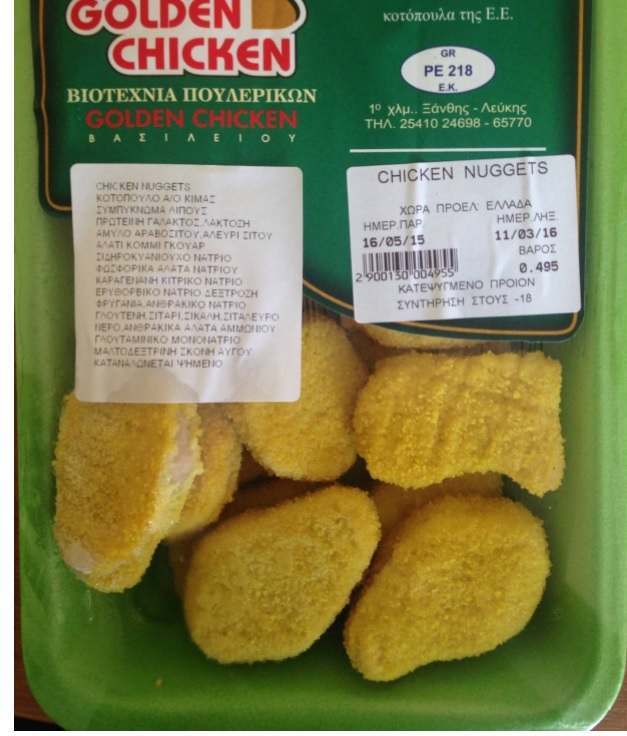 GOLDEN
CHICKEN
ΒΙΟΤΕΧΝΙΑ ΠΟΥΛΕΡΙΚΩΝ
GOLDEN CHICKEN
ΒΑΣΙΛΕΙΟΥ
κοτόπουλα της Ε.Ε.
GR
PE 218
E.K.
1ο χλμ.. Ξάνθης - Λεύκης
ΤΗΛ. 25410 24698 - 65770
CHICKEN NUGGETS
ΚΟΤΟΠΟΥΛΟ Α/Ο ΚΙΜΑΣ
ΣΥΜΠΥΚΝΩΜΑ ΛΙΠΟΥΣ
ΠΡΩΤΕΙΝΗ ΓΑΛΑΚΤΟΣ,ΛΑΚΤΟΖΗ
ΑΜΥΛΟ ΑΡΑΒΟΣΙΤΟΥ,ΑΛΕΥΡΙ ΣΙΤΟΥ
ΑΛΑΤΙ ΚΟΜΜΙ ΓΚΟΥΑΡ
ΣΙΔΗΡΟΚΥΑΝΙΟΥΧΟ ΝΑΤΡΙΟ
ΦΩΣΦΟΡΙΚΑ ΑΛΑΤΑ ΝΑΤΡΙΟΥ
ΚΑΡΑΓΕΝΑΝΗ ΚΙΤΡΙΚΟ ΝΑΤΡΙΟ
ΕΡΥΘΟΡΒΙΚΟ ΝΑΤΡΙΟ ΔΕΞΤΡΟΖΗ
ΦΡΥΓΑΝΙΑ,ΑΝΘΡΑΚΙΚΟ ΝΑΤΡΙΟ
ΓΛΟΥΤΕΝΗ,ΣΙΤΑΡΙ,ΣΙΚΑΛΗ,ΣΙΤΑΛΕΥΡΟ
ΝΕΡΟ,ΑΝΘΡΑΚΙΚΑ ΑΛΑΤΑ ΑΜΜΩΝΙΟΥ
ΓΛΟΥΤΑΜΙΝΙΚΟ ΜΟΝΟΝΑΤΡΙΟ
ΜΑΛΤΟΔΕΞΤΡΙΝΗ ΣΚΟΝΗ ΑΥΓΟΥ
ΚΑΤΑΝΑΛΩΝΕΤΑΙ ΨΗΜΕΝΟ
CHICKEN NUGGETS
ΧΩΡΑ ΠΡΟΕΛ: ΕΛΛΑΔΑ
ΗΜΕΡ.ΠΑΡ. ΗΜΕΡ.ΛΗΞ.
16/05/15 11/03/16
ΒΑΡΟΣ
2 900130 004955 0.495
ΚΑΤΕΨΥΓΜΕΝΟ ΠΡΟΙΟΝ
ΣΥΝΤΗΡΗΣΗ ΣΤΟΥΣ -18